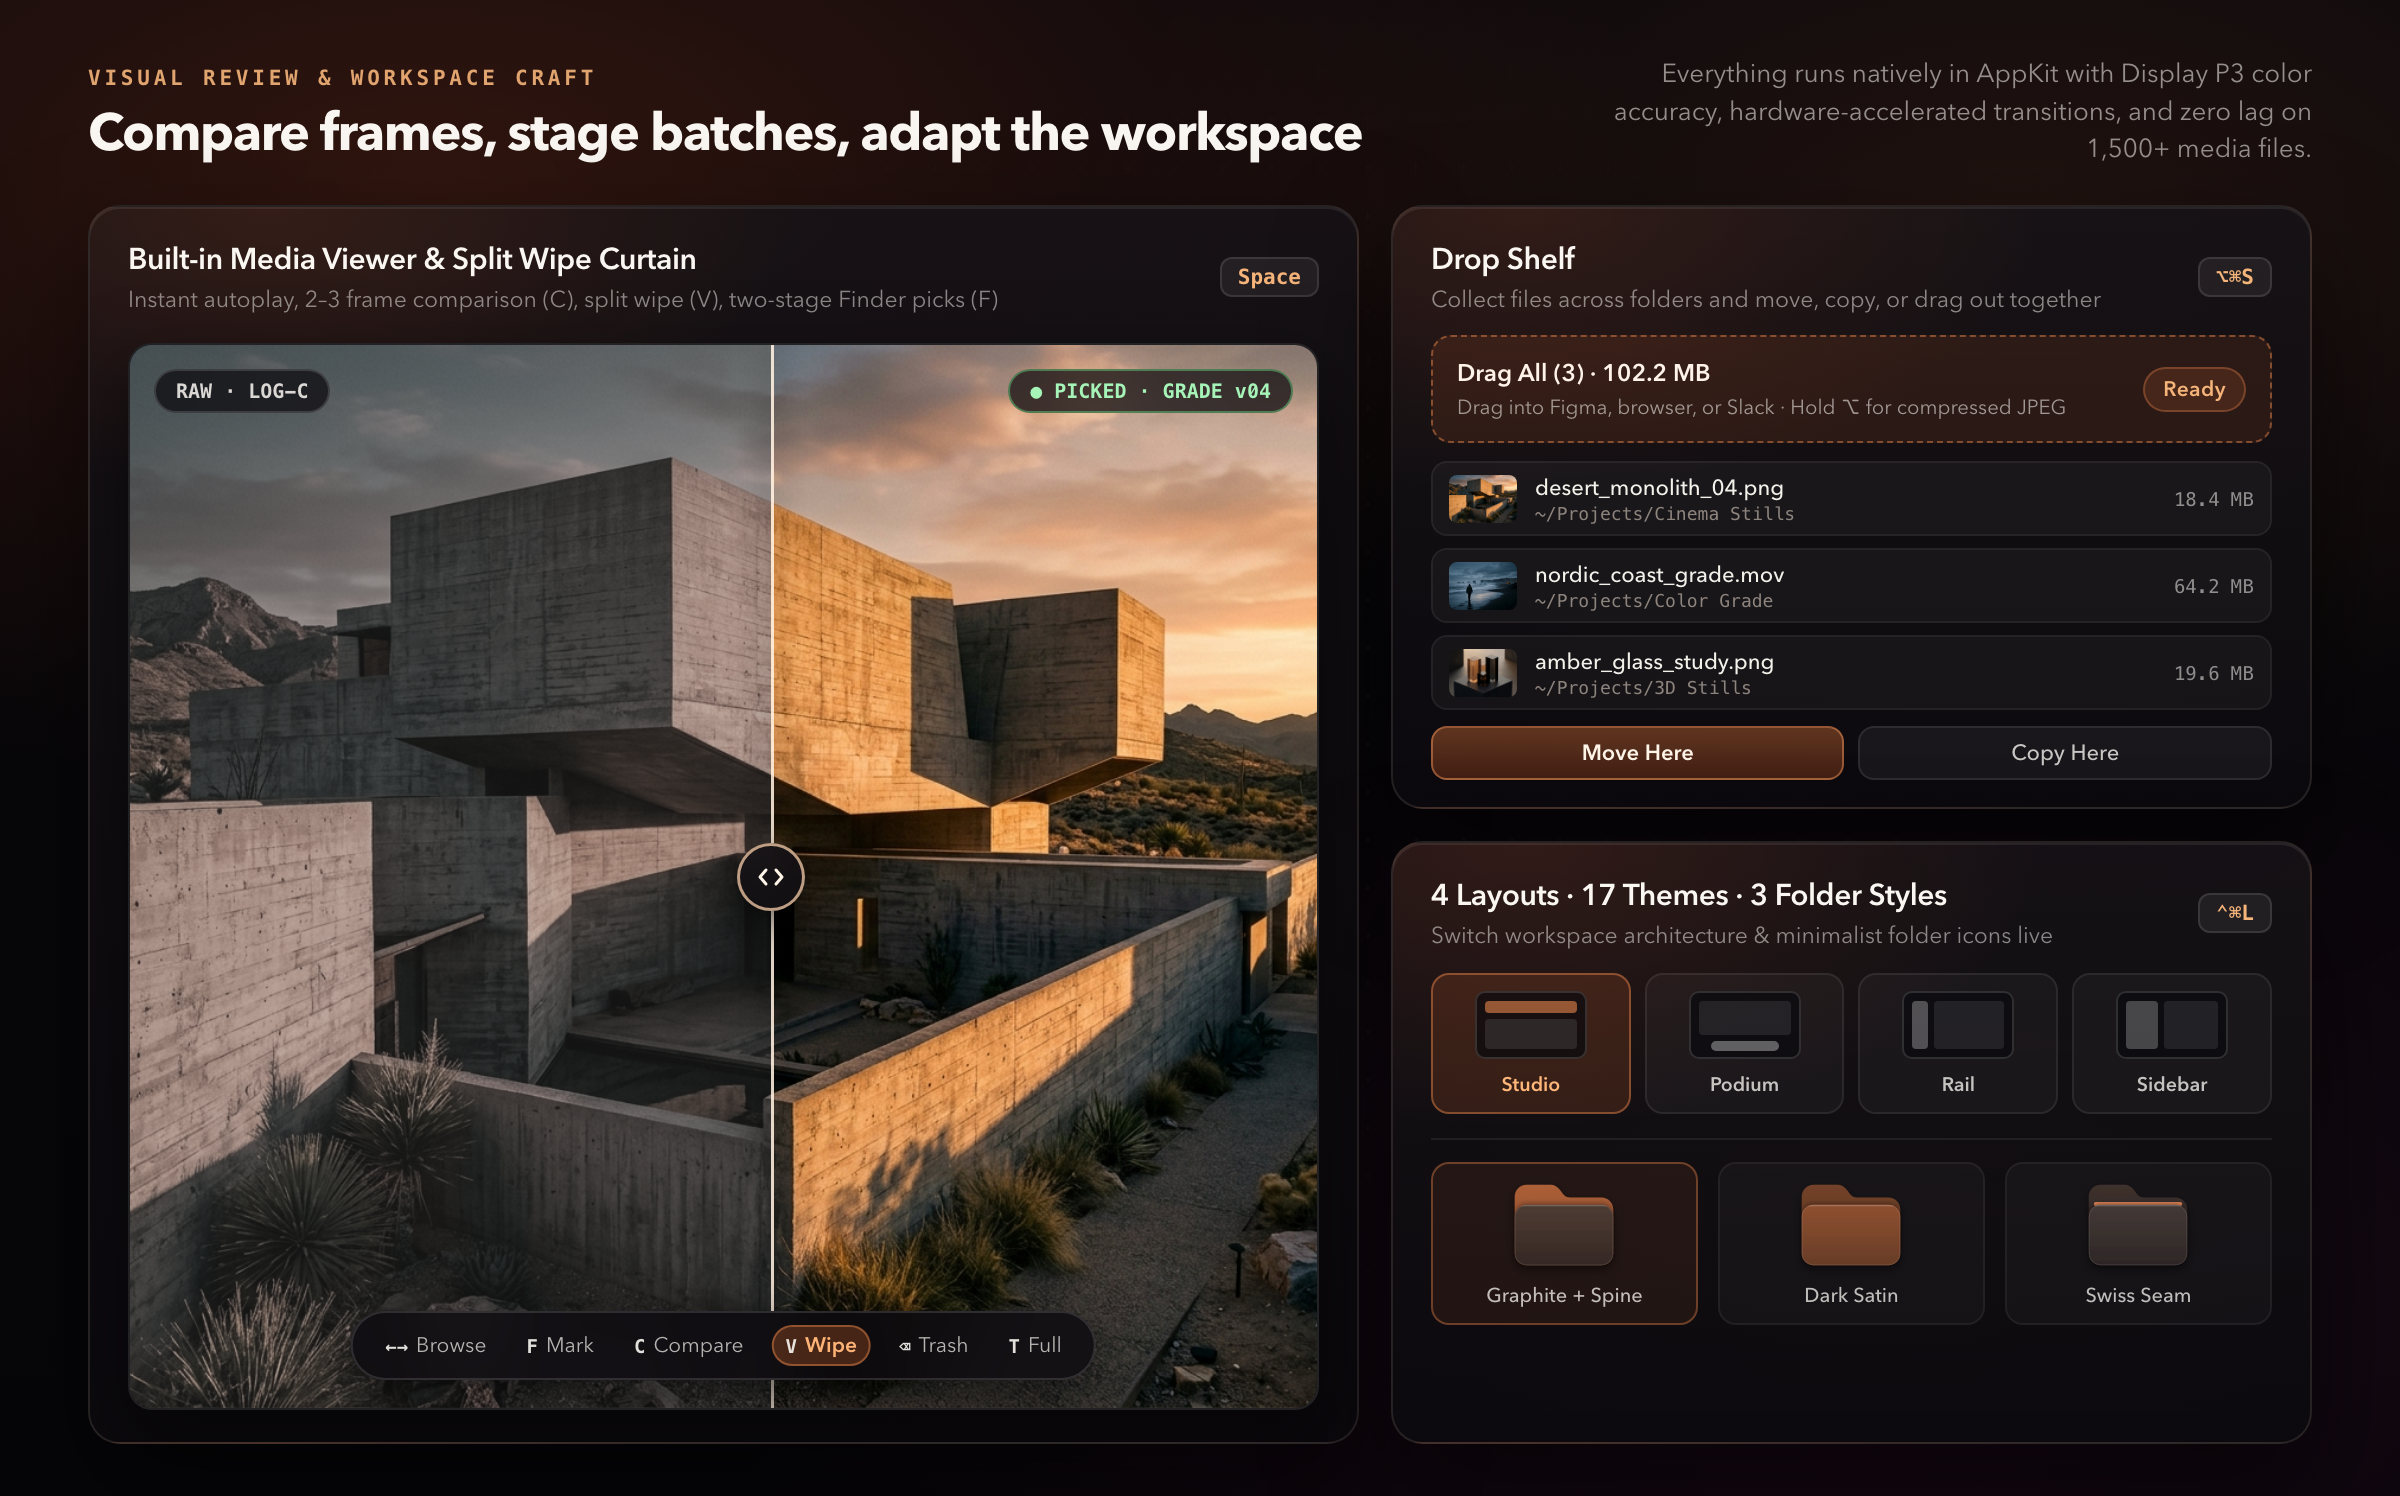 VISUAL REVIEW & WORKSPACE CRAFT
Compare frames, stage batches, adapt the workspace
Everything runs natively in AppKit with Display P3 color
accuracy, hardware-accelerated transitions, and zero lag on
1,500+ media files.
Built-in Media Viewer & Split Wipe Curtain
Instant autoplay, 2–3 frame comparison (C), split wipe (V), two-stage Finder picks (F)
Space
RAW · LOG–C
● PICKED · GRADE v04
←→ Browse F Mark C Compare V Wipe ⌫ Trash T Full
Drop Shelf
Collect files across folders and move, copy, or drag out together
⌥⌘S
Drag All (3) · 102.2 MB
Drag into Figma, browser, or Slack · Hold ⌥ for compressed JPEG
Ready
desert_monolith_04.png
~/Projects/Cinema Stills
18.4 MB
nordic_coast_grade.mov
~/Projects/Color Grade
64.2 MB
amber_glass_study.png
~/Projects/3D Stills
19.6 MB
Move Here
Copy Here
4 Layouts · 17 Themes · 3 Folder Styles
Switch workspace architecture & minimalist folder icons live
^⌘L
Studio
Podium
Rail
Sidebar
Graphite + Spine
Dark Satin
Swiss Seam